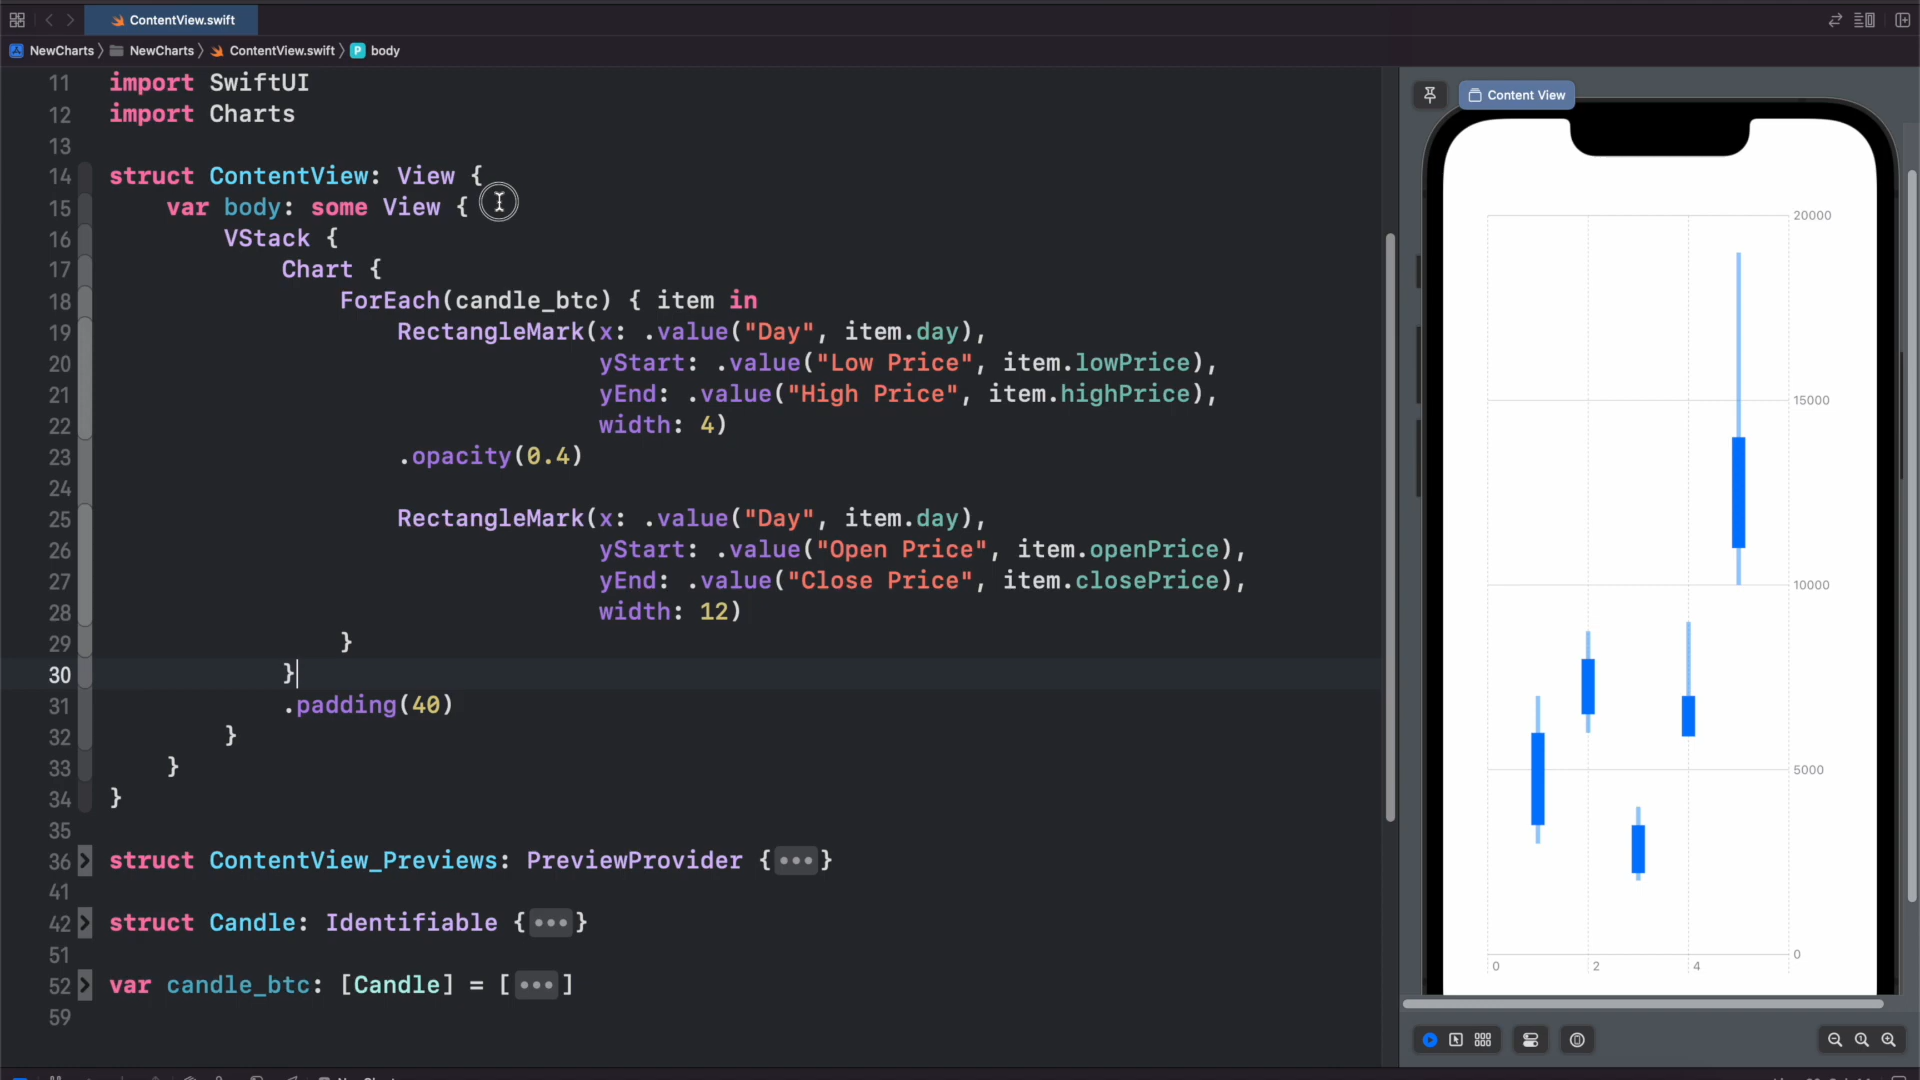 ContentView.swift
NewCharts NewCharts ContentView.swift P body
11 import SwiftUI
12 import Charts
13
14 struct ContentView: View {
15 var body: some View {
16 VStack {
17 Chart {
18 ForEach(candle_btc) { item in
19 RectangleMark(x: .value("Day", item.day),
20 yStart: .value("Low Price", item.lowPrice),
21 yEnd: .value("High Price", item.highPrice),
22 width: 4)
23 .opacity(0.4)
24
25 RectangleMark(x: .value("Day", item.day),
26 yStart: .value("Open Price", item.openPrice),
27 yEnd: .value("Close Price", item.closePrice),
28 width: 12)
29 }
30 }
31 .padding(40)
32 }
33 }
34 }
35
36 struct ContentView_Previews: PreviewProvider {•••}
41
42 struct Candle: Identifiable {•••}
51
52 var candle_btc: [Candle] = [•••]
59
Content View
20000
15000
10000
5000
0
0 2 4